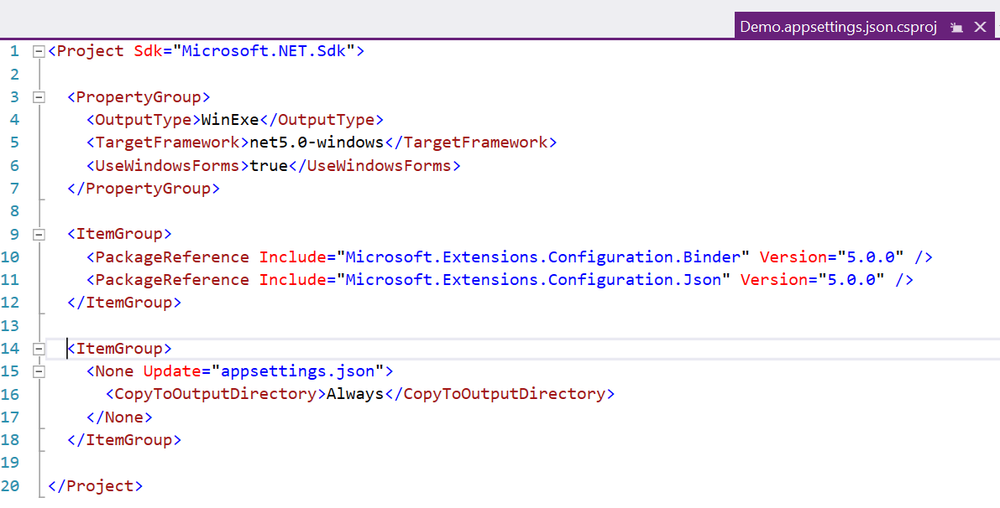 Demo.appsettings.json.csproj
1 <Project Sdk="Microsoft.NET.Sdk">
2
3 <PropertyGroup>
4 <OutputType>WinExe</OutputType>
5 <TargetFramework>net5.0-windows</TargetFramework>
6 <UseWindowsForms>true</UseWindowsForms>
7 </PropertyGroup>
8
9 <ItemGroup>
10 <PackageReference Include="Microsoft.Extensions.Configuration.Binder" Version="5.0.0" />
11 <PackageReference Include="Microsoft.Extensions.Configuration.Json" Version="5.0.0" />
12 </ItemGroup>
13
14 <ItemGroup>
15 <None Update="appsettings.json">
16 <CopyToOutputDirectory>Always</CopyToOutputDirectory>
17 </None>
18 </ItemGroup>
19
20 </Project>